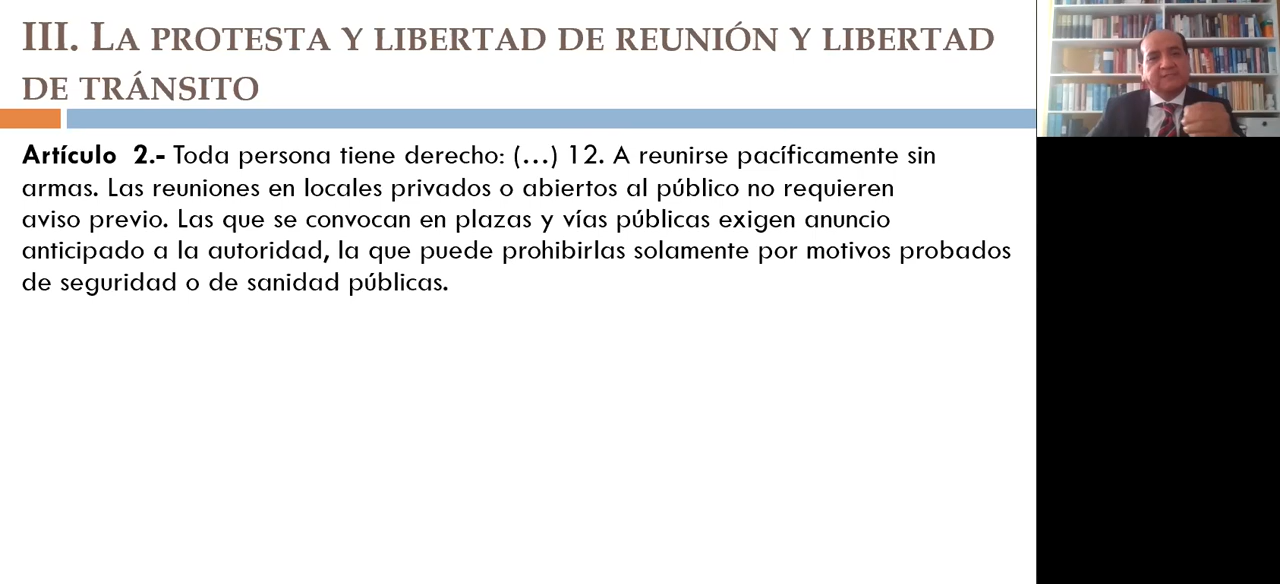 III. LA PROTESTA Y LIBERTAD DE REUNIÓN Y LIBERTAD
DE TRÁNSITO
Artículo 2.- Toda persona tiene derecho: (...) 12. A reunirse pacíficamente sin
armas. Las reuniones en locales privados o abiertos al público no requieren
aviso previo. Las que se convocan en plazas y vías públicas exigen anuncio
anticipado a la autoridad, la que puede prohibirlas solamente por motivos probados
de seguridad o de sanidad públicas.